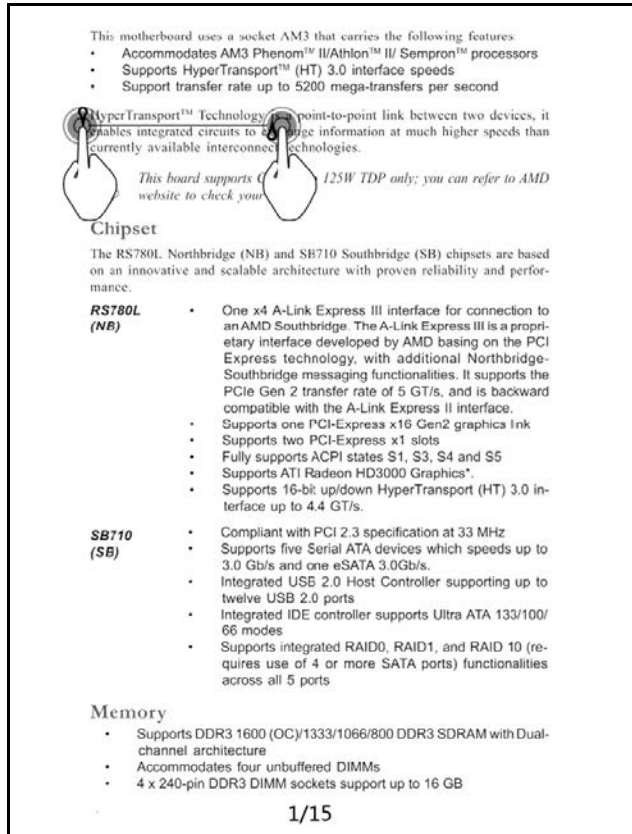 This motherboard uses a socket AM3 that carries the following features
• Accommodates AM3 Phenom™ II/Athlon™ II/ Sempron™ processors
• Supports HyperTransport™ (HT) 3.0 interface speeds
• Support transfer rate up to 5200 mega-transfers per second
HyperTransport™ Technology is a point-to-point link between two devices, it
enables integrated circuits to information at much higher speeds than
currently available interconnect technologies.
This board supports 125W TDP only; you can refer to AMD
website to check your
Chipset
The RS780L Northbridge (NB) and SB710 Southbridge (SB) chipsets are based
on an innovative and scalable architecture with proven reliability and perfor-
mance.
RS780L
(NB)
• One x4 A-Link Express III interface for connection to
an AMD Southbridge. The A-Link Express III is a propri-
etary interface developed by AMD basing on the PCI
Express technology, with additional Northbridge-
Southbridge messaging functionalities. It supports the
PCIe Gen 2 transfer rate of 5 GT/s, and is backward
compatible with the A-Link Express II interface.
• Supports one PCI-Express x16 Gen2 graphics link
• Supports two PCI-Express x1 slots
• Fully supports ACPI states S1, S3, S4 and S5
• Supports ATI Radeon HD3000 Graphics*.
• Supports 16-bit up/down HyperTransport (HT) 3.0 in-
terface up to 4.4 GT/s.
SB710
(SB)
• Compliant with PCI 2.3 specification at 33 MHz
• Supports five Serial ATA devices which speeds up to
3.0 Gb/s and one eSATA 3.0Gb/s.
• Integrated USB 2.0 Host Controller supporting up to
twelve USB 2.0 ports
• Integrated IDE controller supports Ultra ATA 133/100/
66 modes
• Supports integrated RAID0, RAID1, and RAID 10 (re-
quires use of 4 or more SATA ports) functionalities
across all 5 ports
Memory
• Supports DDR3 1600 (OC)/1333/1066/800 DDR3 SDRAM with Dual-
channel architecture
• Accommodates four unbuffered DIMMs
• 4 x 240-pin DDR3 DIMM sockets support up to 16 GB
1/15